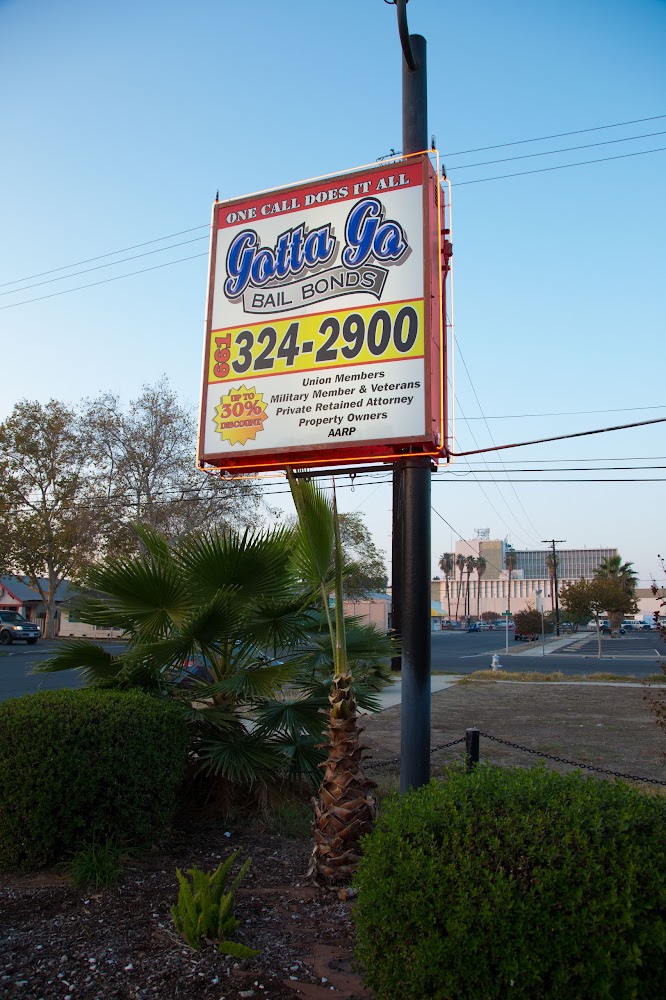 ONE CALL DOES IT ALL
Gotta Go
BAIL BONDS
661 324-2900
UP TO
30%
DISCOUNT
Union Members
Military Member & Veterans
Private Retained Attorney
Property Owners
AARP